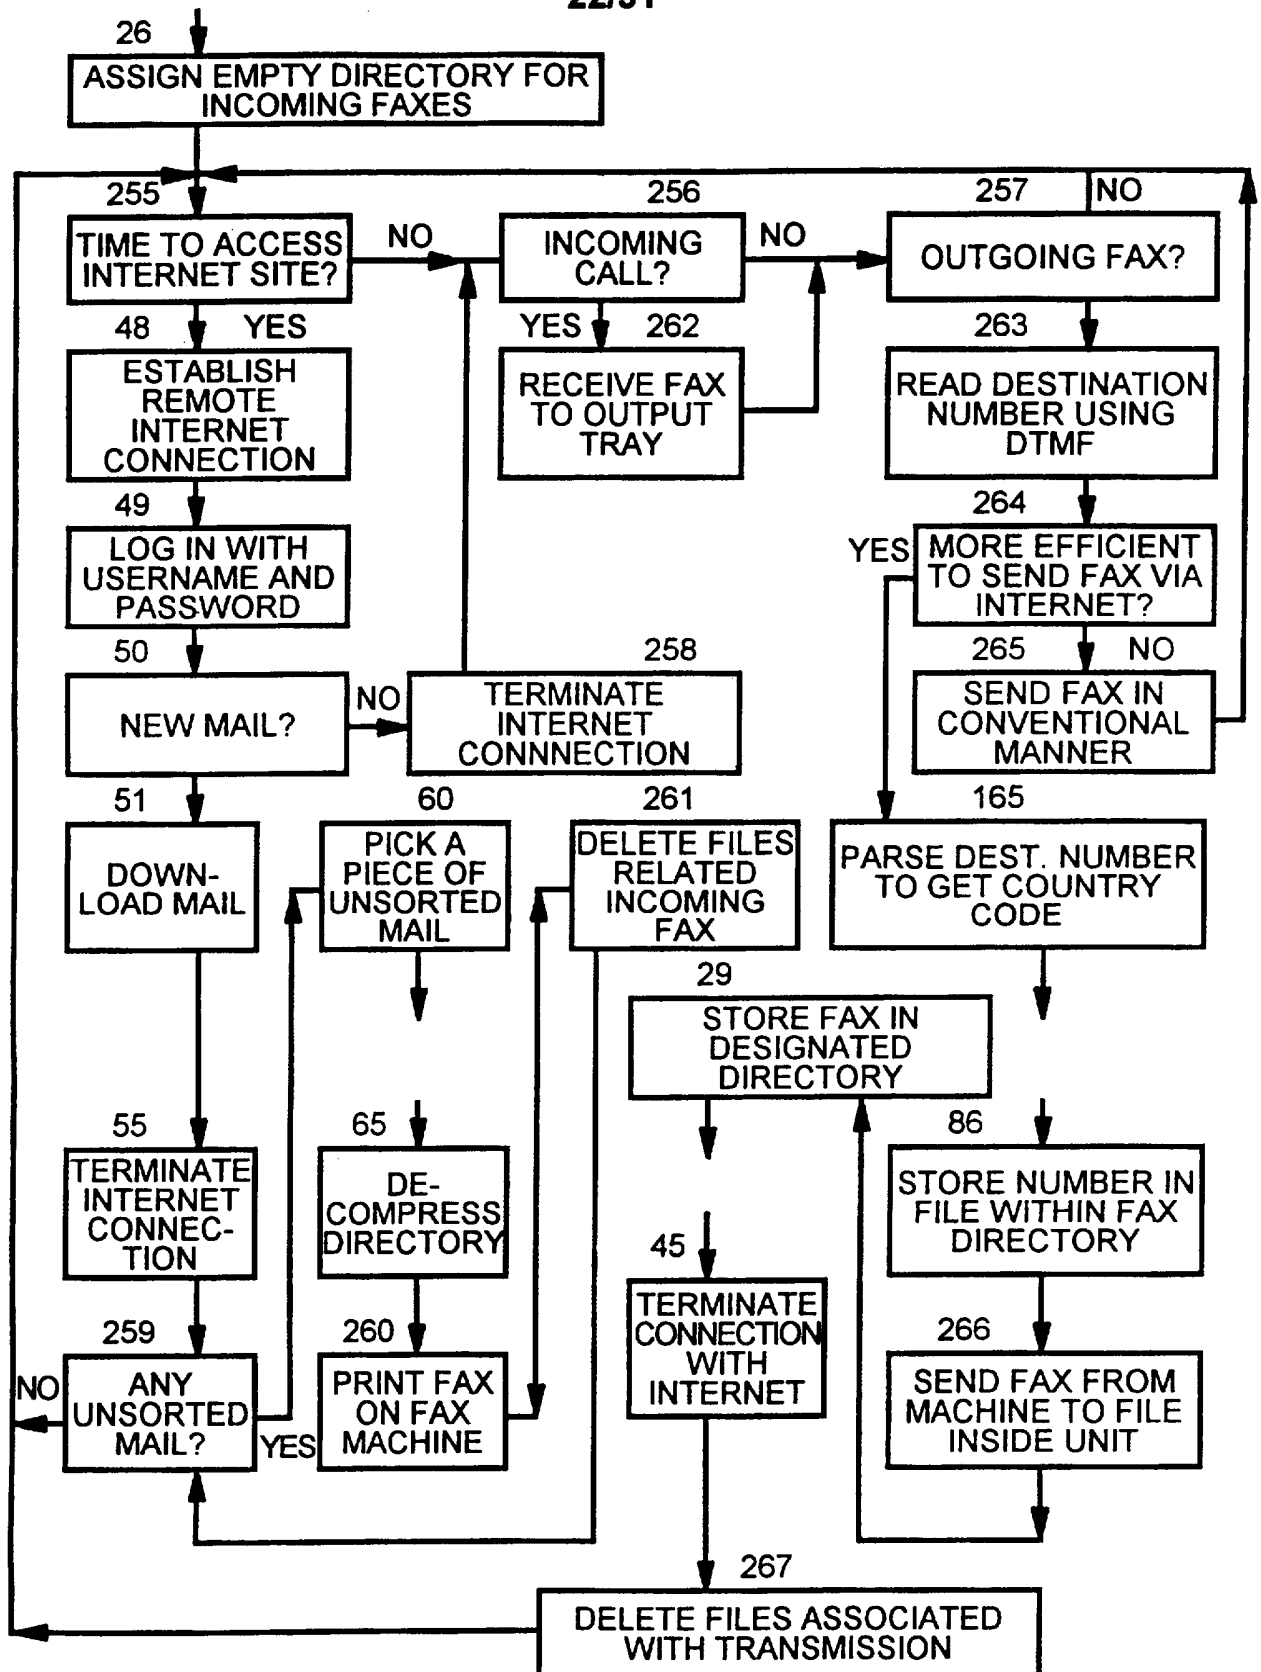 26
ASSIGN EMPTY DIRECTORY FOR
INCOMING FAXES
255
TIME TO ACCESS
INTERNET SITE?
NO
256
INCOMING
CALL?
NO
257
NO
OUTGOING FAX?
48
YES
ESTABLISH
REMOTE
INTERNET
CONNECTION
YES
262
RECEIVE FAX
TO OUTPUT
TRAY
263
READ DESTINATION
NUMBER USING
DTMF
49
LOG IN WITH
USERNAME AND
PASSWORD
264
YES
MORE EFFICIENT
TO SEND FAX VIA
INTERNET?
50
NEW MAIL?
NO
258
TERMINATE
INTERNET
CONNNECTION
265
NO
SEND FAX IN
CONVENTIONAL
MANNER
51
DOWN-
LOAD MAIL
60
PICK A
PIECE OF
UNSORTED
MAIL
261
DELETE FILES
RELATED
INCOMING
FAX
165
PARSE DEST. NUMBER
TO GET COUNTRY
CODE
29
STORE FAX IN
DESIGNATED
DIRECTORY
55
TERMINATE
INTERNET
CONNEC-
TION
65
DE-
COMPRESS
DIRECTORY
86
STORE NUMBER IN
FILE WITHIN FAX
DIRECTORY
45
TERMINATE
CONNECTION
WITH
INTERNET
259
NO
ANY
UNSORTED
MAIL?
YES
260
PRINT FAX
ON FAX
MACHINE
266
SEND FAX FROM
MACHINE TO FILE
INSIDE UNIT
267
DELETE FILES ASSOCIATED
WITH TRANSMISSION